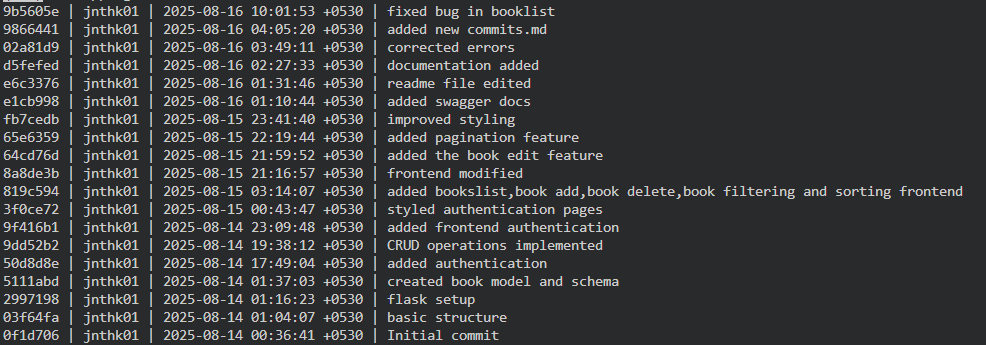 9b5605e | jnthk01 | 2025-08-16 10:01:53 +0530 | fixed bug in booklist
9866441 | jnthk01 | 2025-08-16 04:05:20 +0530 | added new commits.md
02a81d9 | jnthk01 | 2025-08-16 03:49:11 +0530 | corrected errors
d5fefed | jnthk01 | 2025-08-16 02:27:33 +0530 | documentation added
e6c3376 | jnthk01 | 2025-08-16 01:31:46 +0530 | readme file edited
e1cb998 | jnthk01 | 2025-08-16 01:10:44 +0530 | added swagger docs
fb7cedb | jnthk01 | 2025-08-15 23:41:40 +0530 | improved styling
65e6359 | jnthk01 | 2025-08-15 22:19:44 +0530 | added pagination feature
64cd76d | jnthk01 | 2025-08-15 21:59:52 +0530 | added the book edit feature
8a8de3b | jnthk01 | 2025-08-15 21:16:57 +0530 | frontend modified
819c594 | jnthk01 | 2025-08-15 03:14:07 +0530 | added bookslist,book add,book delete,book filtering and sorting frontend
3f0ce72 | jnthk01 | 2025-08-15 00:43:47 +0530 | styled authentication pages
9f416b1 | jnthk01 | 2025-08-14 23:09:48 +0530 | added frontend authentication
9dd52b2 | jnthk01 | 2025-08-14 19:38:12 +0530 | CRUD operations implemented
50d8d8e | jnthk01 | 2025-08-14 17:49:04 +0530 | added authentication
5111abd | jnthk01 | 2025-08-14 01:37:03 +0530 | created book model and schema
2997198 | jnthk01 | 2025-08-14 01:16:23 +0530 | flask setup
03f64fa | jnthk01 | 2025-08-14 01:04:07 +0530 | basic structure
0f1d706 | jnthk01 | 2025-08-14 00:36:41 +0530 | Initial commit